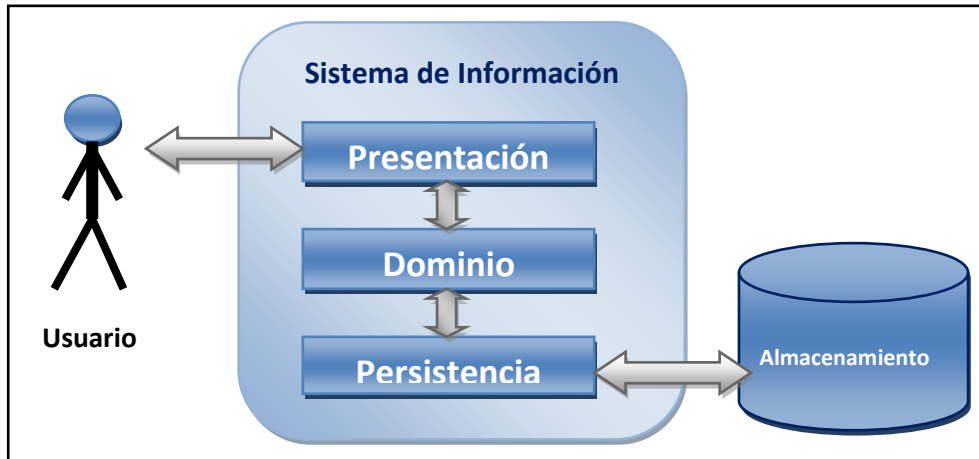 Sistema de Información
Presentación
Dominio
Persistencia
Usuario
Almacenamiento